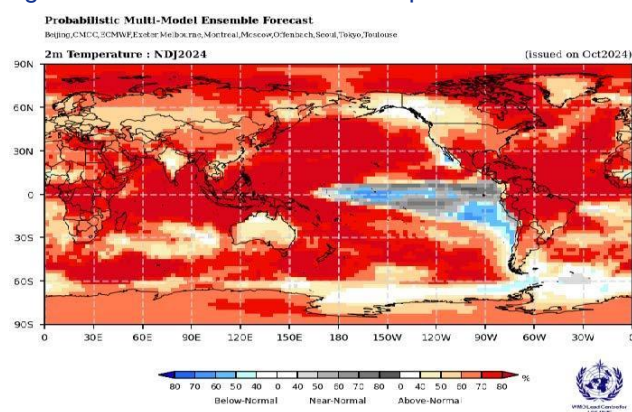 Probabilistic Multi-Model Ensemble Forecast
Beijing,CMCC,ECMWF,Exeter,Melbourne,Montreal,Moscow,Offenbach,Seoul,Tokyo,Toulouse
2m Temperature : NDJ2024 (issued on Oct2024)
90N
60N
30N
0
30S
60S
90S
0 30E 60E 90E 120E 150E 180 150W 120W 90W 60W 30W 0
80 70 60 50 40 0 40 50 60 70 80 0 40 50 60 70 80 %
Below-Normal Near-Normal Above-Normal